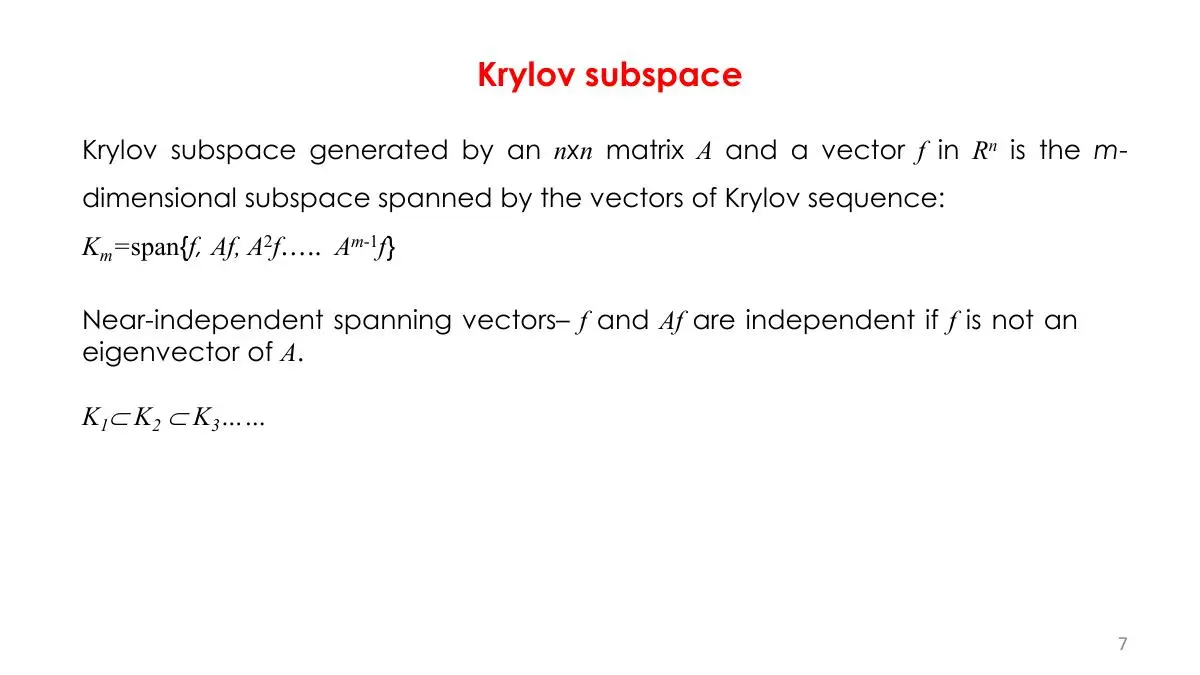 Krylov subspace
Krylov subspace generated by an nxn matrix A and a vector f in Rⁿ is the m-
dimensional subspace spanned by the vectors of Krylov sequence:
Kₘ=span{f, Af, A²f….. Aᵐ⁻¹f}
Near-independent spanning vectors– f and Af are independent if f is not an
eigenvector of A.
K₁⊂K₂ ⊂K₃……
7